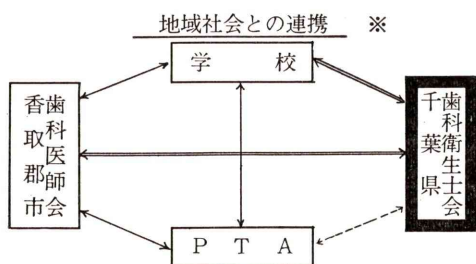 地域社会との連携 ※
学 校
香取郡市
歯科医師会
千葉県
歯科衛生士会
P T A